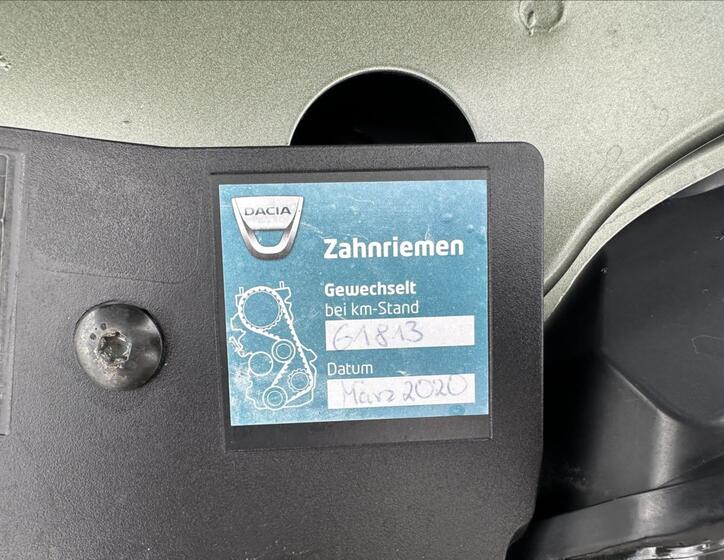 DACIA
Zahnriemen
Gewechselt
bei km-Stand
61813
Datum
März 2020